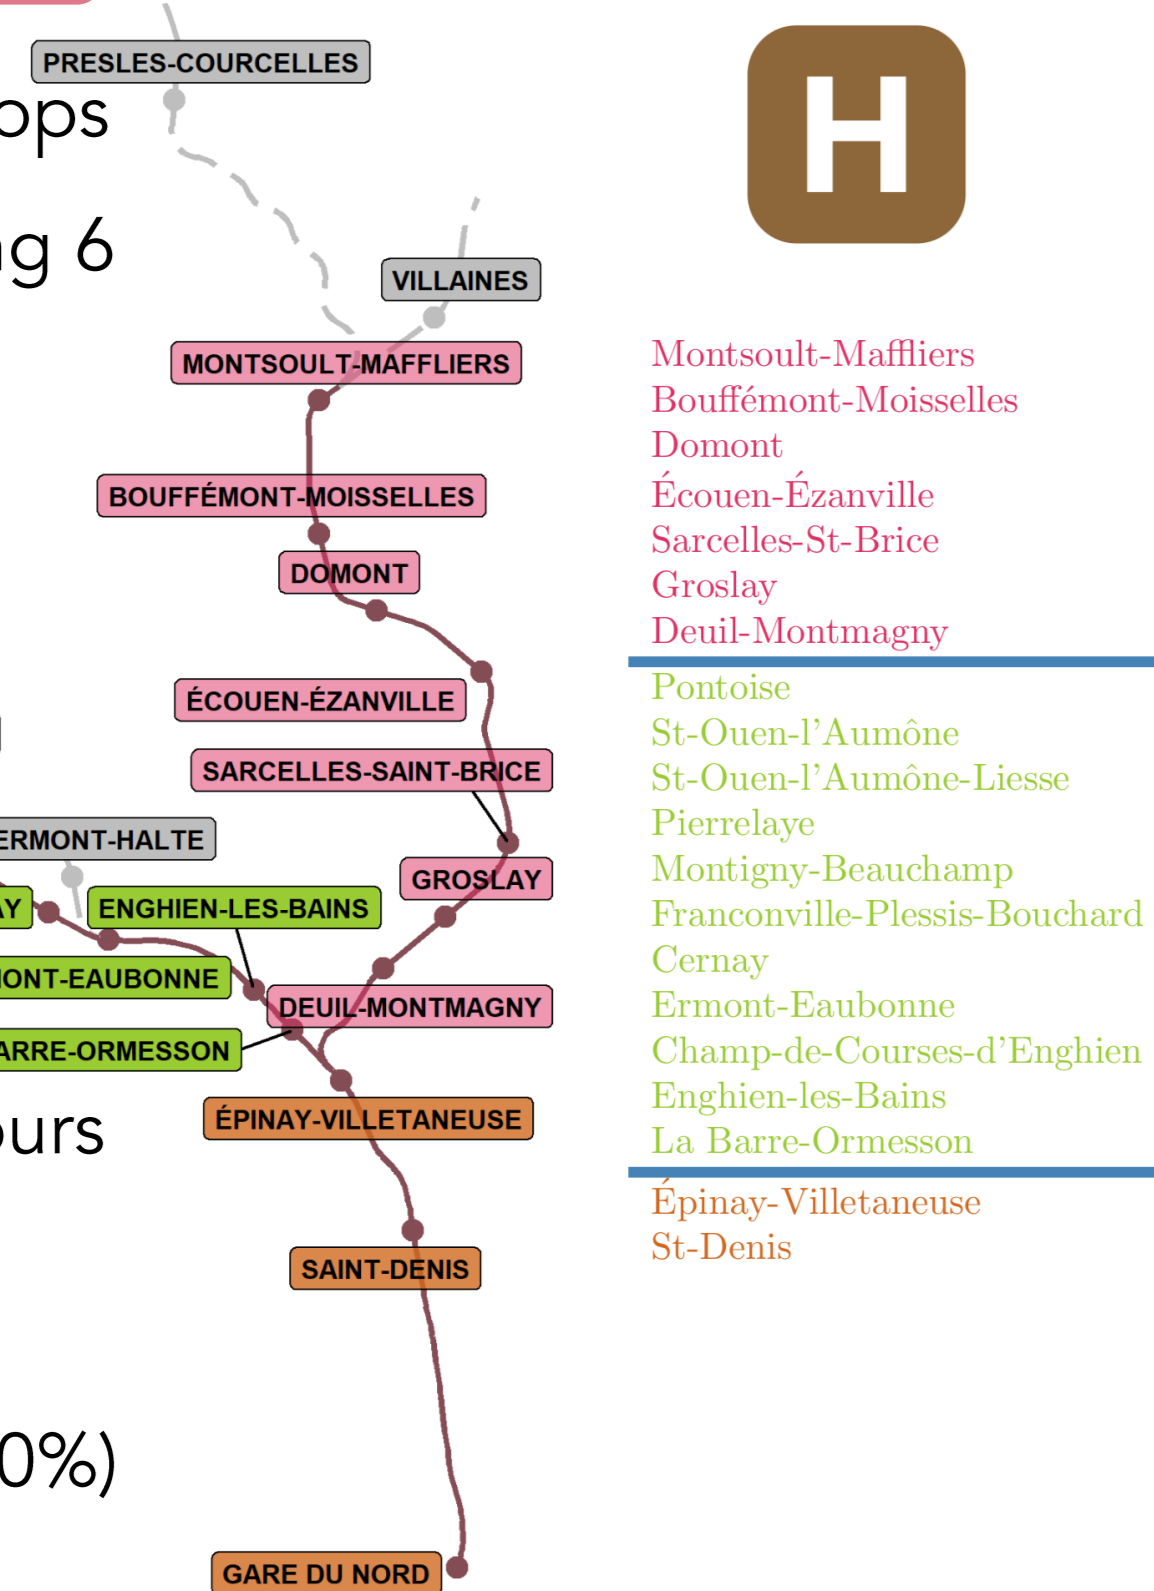 PRESLES-COURCELLES
ops
ng 6
VILLAINES
MONTSOULT-MAFFLIERS
BOUFFÉMONT-MOISSELLES
DOMONT
ÉCOUEN-ÉZANVILLE
SARCELLES-SAINT-BRICE
ERMONT-HALTE
GROSLAY
AY
ENGHIEN-LES-BAINS
MONT-EAUBONNE
DEUIL-MONTMAGNY
ARRE-ORMESSON
ÉPINAY-VILLETANEUSE
ours
SAINT-DENIS
0%)
GARE DU NORD
H
Montsoult-Maffliers
Bouffémont-Moisselles
Domont
Écouen-Ézanville
Sarcelles-St-Brice
Groslay
Deuil-Montmagny
Pontoise
St-Ouen-l'Aumône
St-Ouen-l'Aumône-Liesse
Pierrelaye
Montigny-Beauchamp
Franconville-Plessis-Bouchard
Cernay
Ermont-Eaubonne
Champ-de-Courses-d'Enghien
Enghien-les-Bains
La Barre-Ormesson
Épinay-Villetaneuse
St-Denis